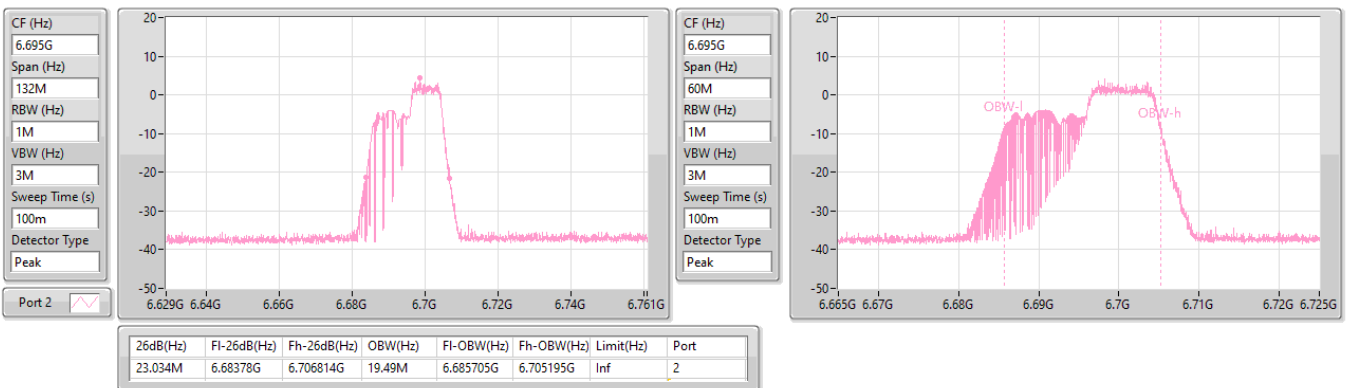 CF (Hz)
6.695G
Span (Hz)
132M
RBW (Hz)
1M
VBW (Hz)
3M
Sweep Time (s)
100m
Detector Type
Peak
Port 2
20
10
0
-10
-20
-30
-40
-50
6.629G 6.64G 6.66G 6.68G 6.7G 6.72G 6.74G 6.761G
CF (Hz)
6.695G
Span (Hz)
60M
RBW (Hz)
1M
VBW (Hz)
3M
Sweep Time (s)
100m
Detector Type
Peak
20
10
0
-10
-20
-30
-40
-50
OBW-l
OBW-h
6.665G 6.67G 6.68G 6.69G 6.7G 6.71G 6.72G 6.725G
26dB(Hz) Fl-26dB(Hz) Fh-26dB(Hz) OBW(Hz) Fl-OBW(Hz) Fh-OBW(Hz) Limit(Hz) Port
23.034M 6.68378G 6.706814G 19.49M 6.685705G 6.705195G Inf 2